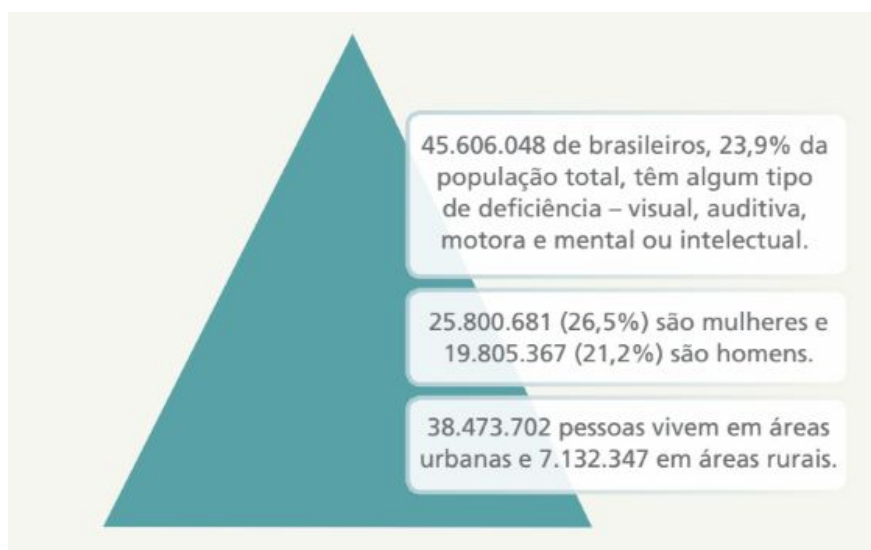 45.606.048 de brasileiros, 23,9% da
população total, têm algum tipo
de deficiência – visual, auditiva,
motora e mental ou intelectual.
25.800.681 (26,5%) são mulheres e
19.805.367 (21,2%) são homens.
38.473.702 pessoas vivem em áreas
urbanas e 7.132.347 em áreas rurais.